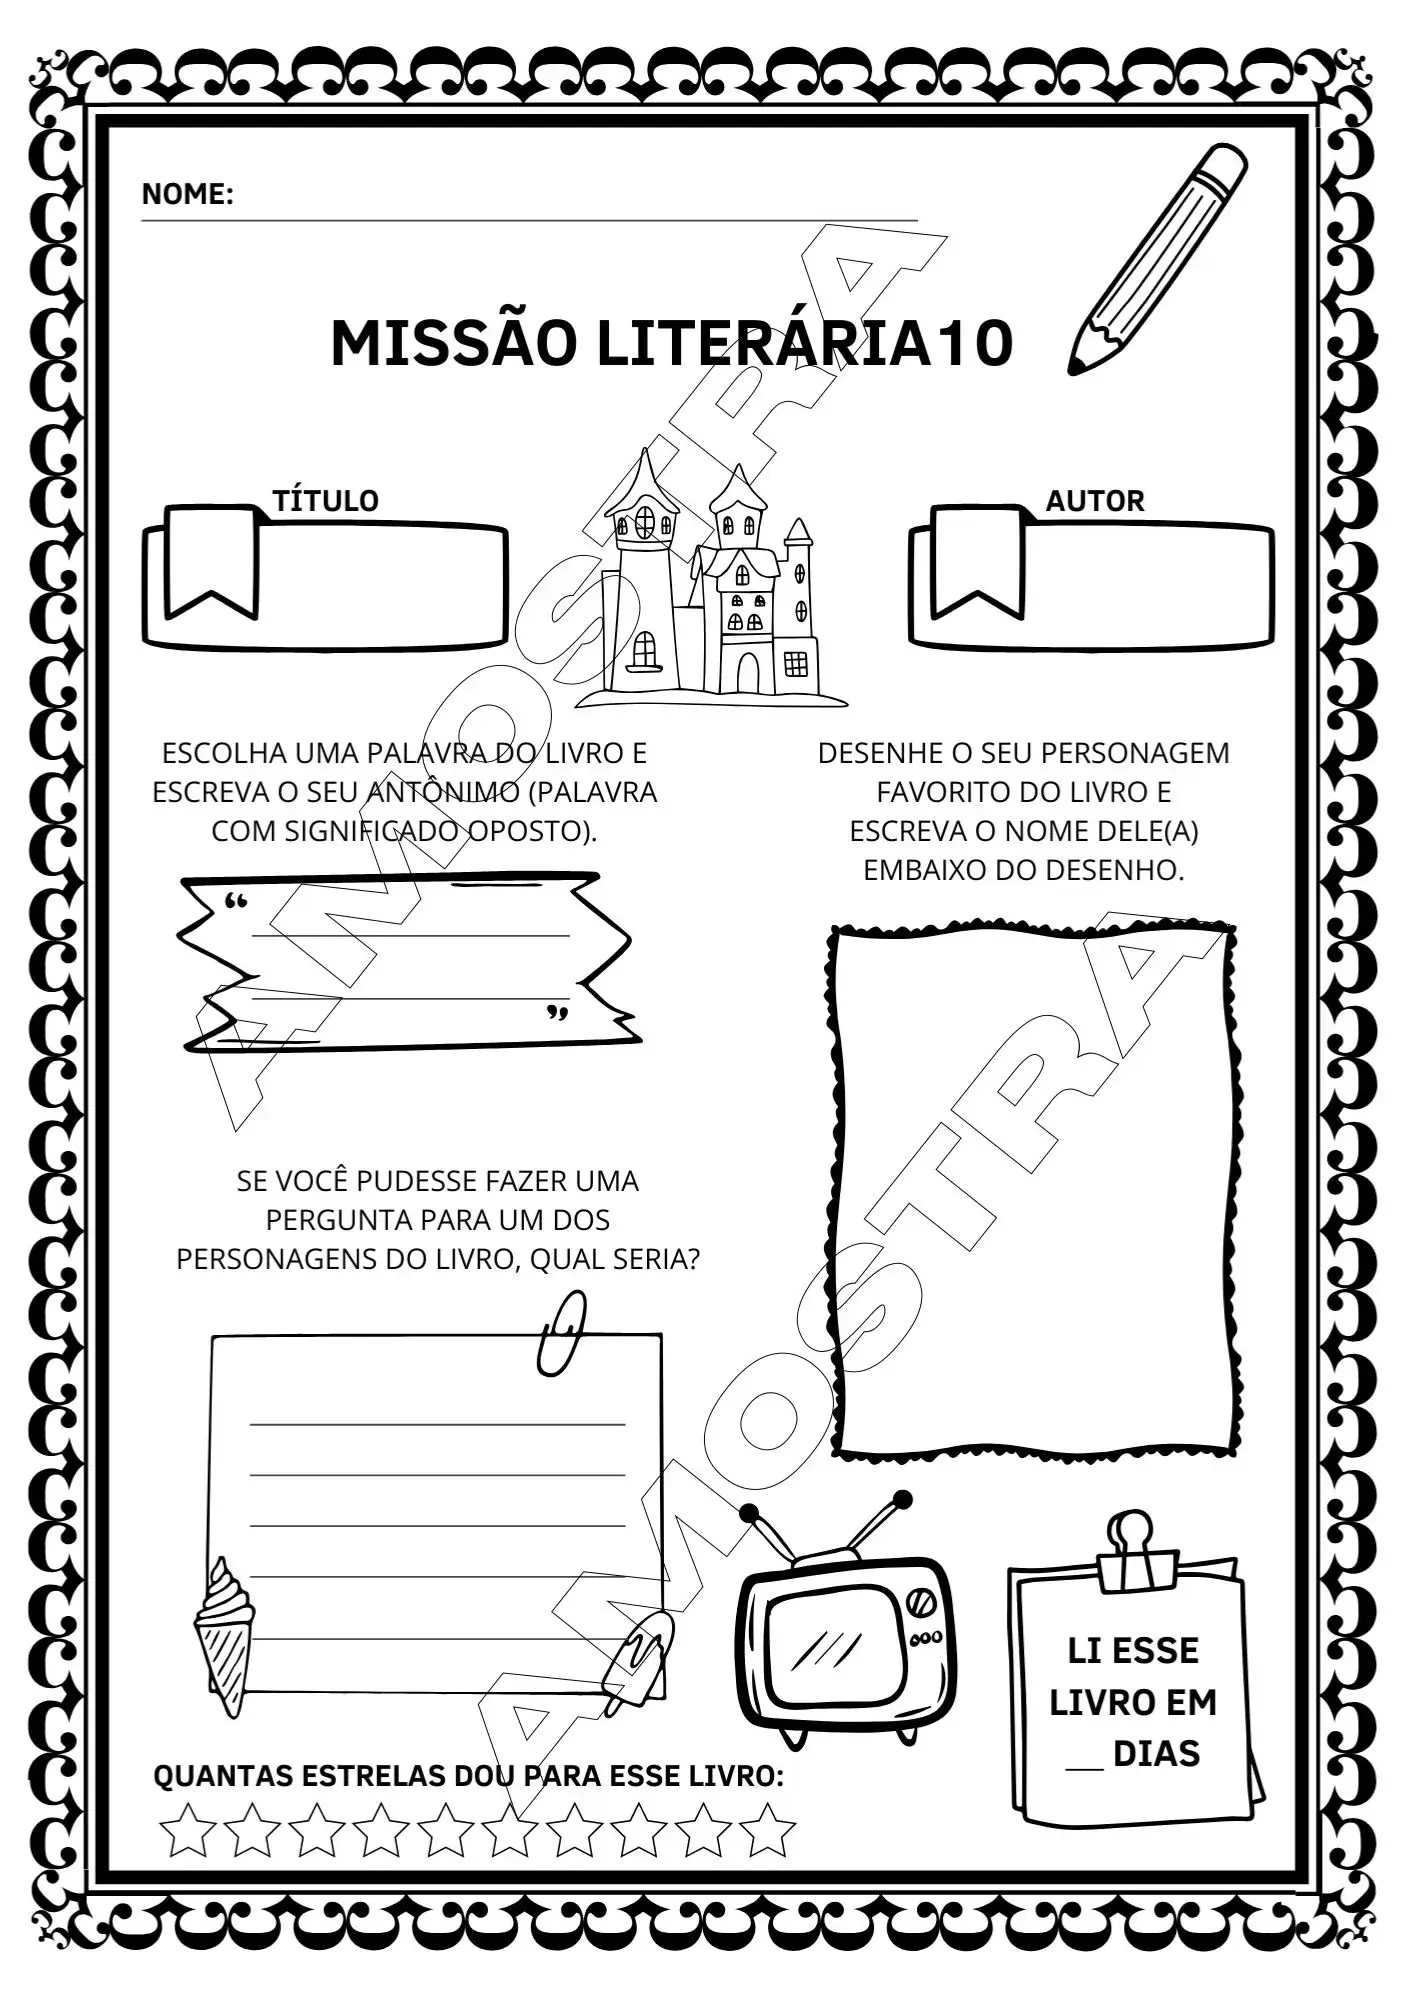 NOME:
MISSÃO LITERÁRIA10
TÍTULO
AUTOR
ESCOLHA UMA PALAVRA DO LIVRO E
ESCREVA O SEU ANTÔNIMO (PALAVRA
COM SIGNIFICADO OPOSTO).
DESENHE O SEU PERSONAGEM
FAVORITO DO LIVRO E
ESCREVA O NOME DELE(A)
EMBAIXO DO DESENHO.
“
”
SE VOCÊ PUDESSE FAZER UMA
PERGUNTA PARA UM DOS
PERSONAGENS DO LIVRO, QUAL SERIA?
LI ESSE
LIVRO EM
__ DIAS
QUANTAS ESTRELAS DOU PARA ESSE LIVRO:
AMOSTRA
AMOSTRA